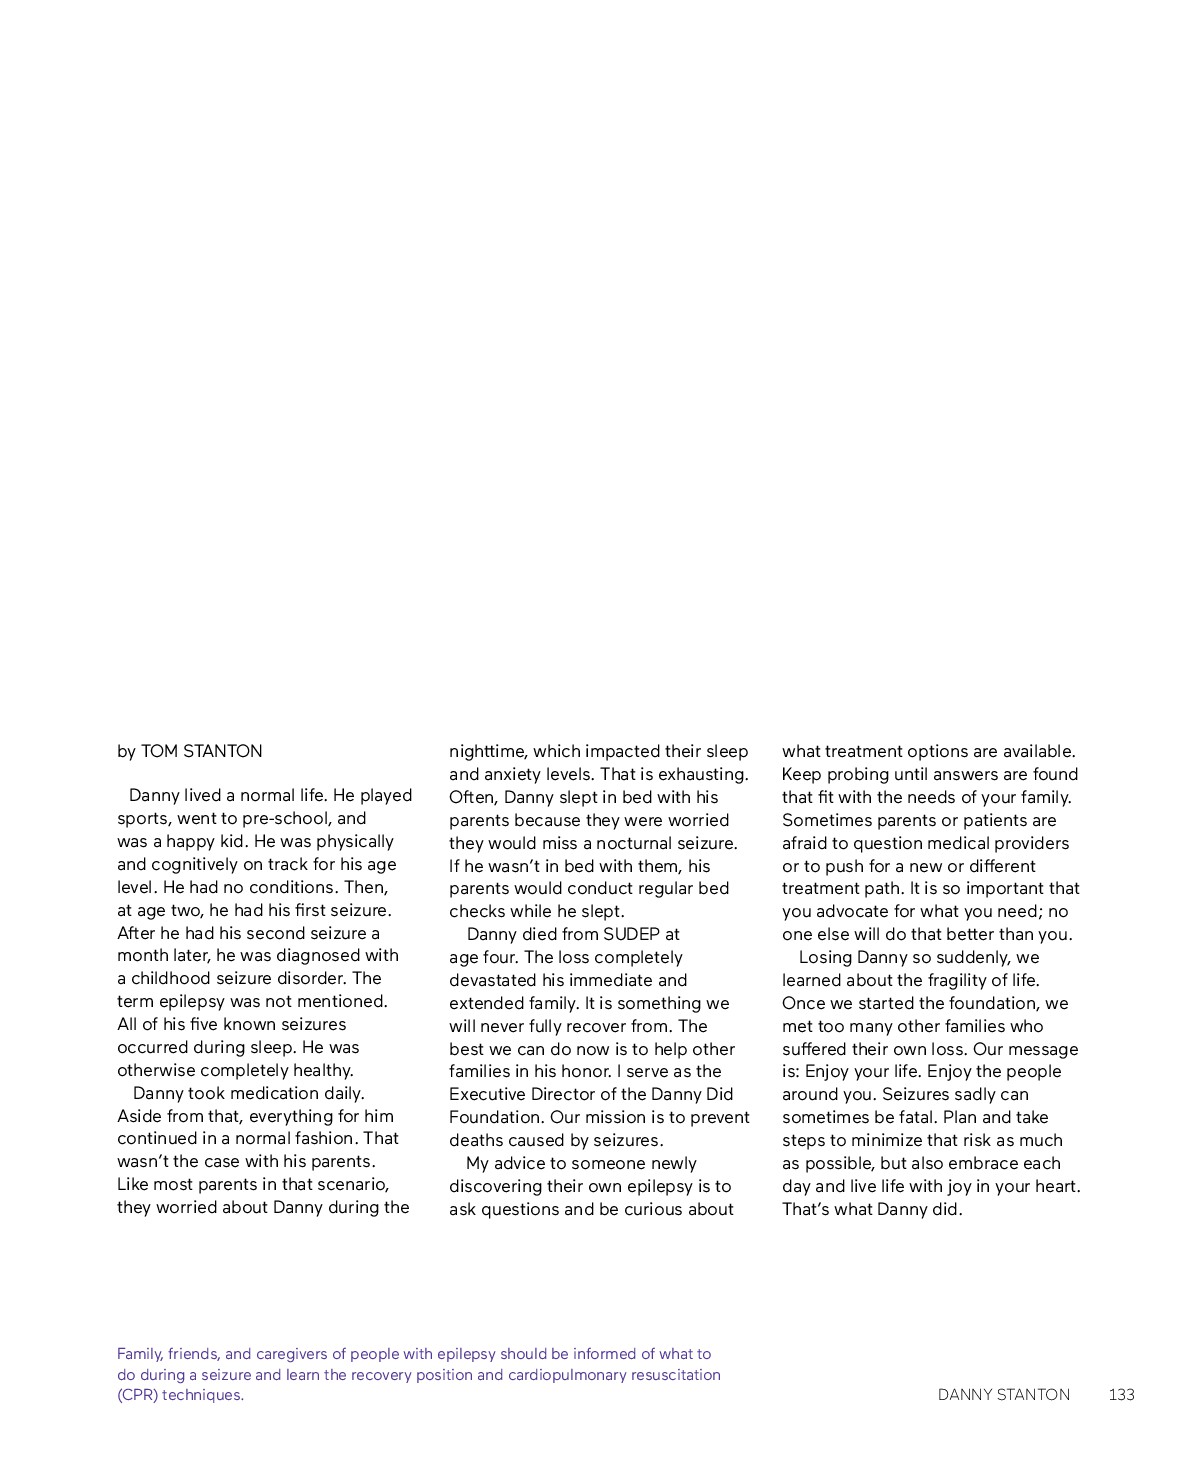 by TOM STANTON
Danny lived a normal life. He played
sports, went to pre-school, and
was a happy kid. He was physically
and cognitively on track for his age
level. He had no conditions. Then,
at age two, he had his first seizure.
After he had his second seizure a
month later, he was diagnosed with
a childhood seizure disorder. The
term epilepsy was not mentioned.
All of his five known seizures
occurred during sleep. He was
otherwise completely healthy.
Danny took medication daily.
Aside from that, everything for him
continued in a normal fashion. That
wasn't the case with his parents.
Like most parents in that scenario,
they worried about Danny during the
nighttime, which impacted their sleep
and anxiety levels. That is exhausting.
Often, Danny slept in bed with his
parents because they were worried
they would miss a nocturnal seizure.
If he wasn't in bed with them, his
parents would conduct regular bed
checks while he slept.
Danny died from SUDEP at
age four. The loss completely
devastated his immediate and
extended family. It is something we
will never fully recover from. The
best we can do now is to help other
families in his honor. I serve as the
Executive Director of the Danny Did
Foundation. Our mission is to prevent
deaths caused by seizures.
My advice to someone newly
discovering their own epilepsy is to
ask questions and be curious about
what treatment options are available.
Keep probing until answers are found
that fit with the needs of your family.
Sometimes parents or patients are
afraid to question medical providers
or to push for a new or different
treatment path. It is so important that
you advocate for what you need; no
one else will do that better than you.
Losing Danny so suddenly, we
learned about the fragility of life.
Once we started the foundation, we
met too many other families who
suffered their own loss. Our message
is: Enjoy your life. Enjoy the people
around you. Seizures sadly can
sometimes be fatal. Plan and take
steps to minimize that risk as much
as possible, but also embrace each
day and live life with joy in your heart.
That's what Danny did.
Family, friends, and caregivers of people with epilepsy should be informed of what to
do during a seizure and learn the recovery position and cardiopulmonary resuscitation
(CPR) techniques.
DANNY STANTON 133